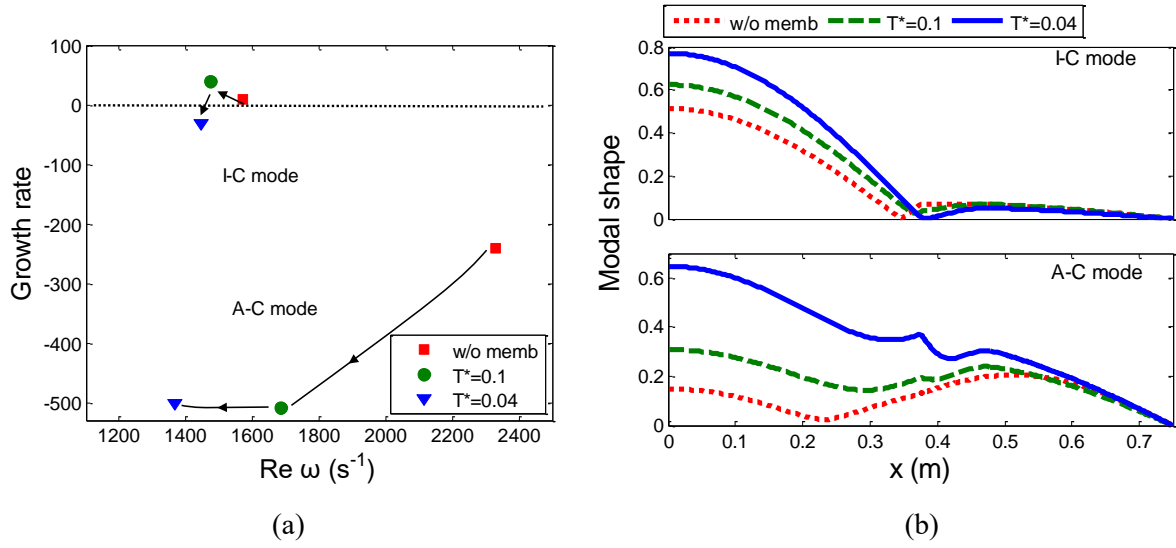 100
0
-100
-200
-300
-400
-500
Growth rate
I-C mode
A-C mode
w/o memb
T*=0.1
T*=0.04
1200 1400 1600 1800 2000 2200 2400
Re ω (s⁻¹)
(a)
w/o memb T*=0.1 T*=0.04
0.8
0.6
0.4
0.2
0
I-C mode
Modal shape
0.6
0.4
0.2
0
A-C mode
0 0.1 0.2 0.3 0.4 0.5 0.6 0.7
x (m)
(b)